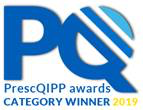 PQ
PrescQIPP awards
CATEGORY WINNER 2019